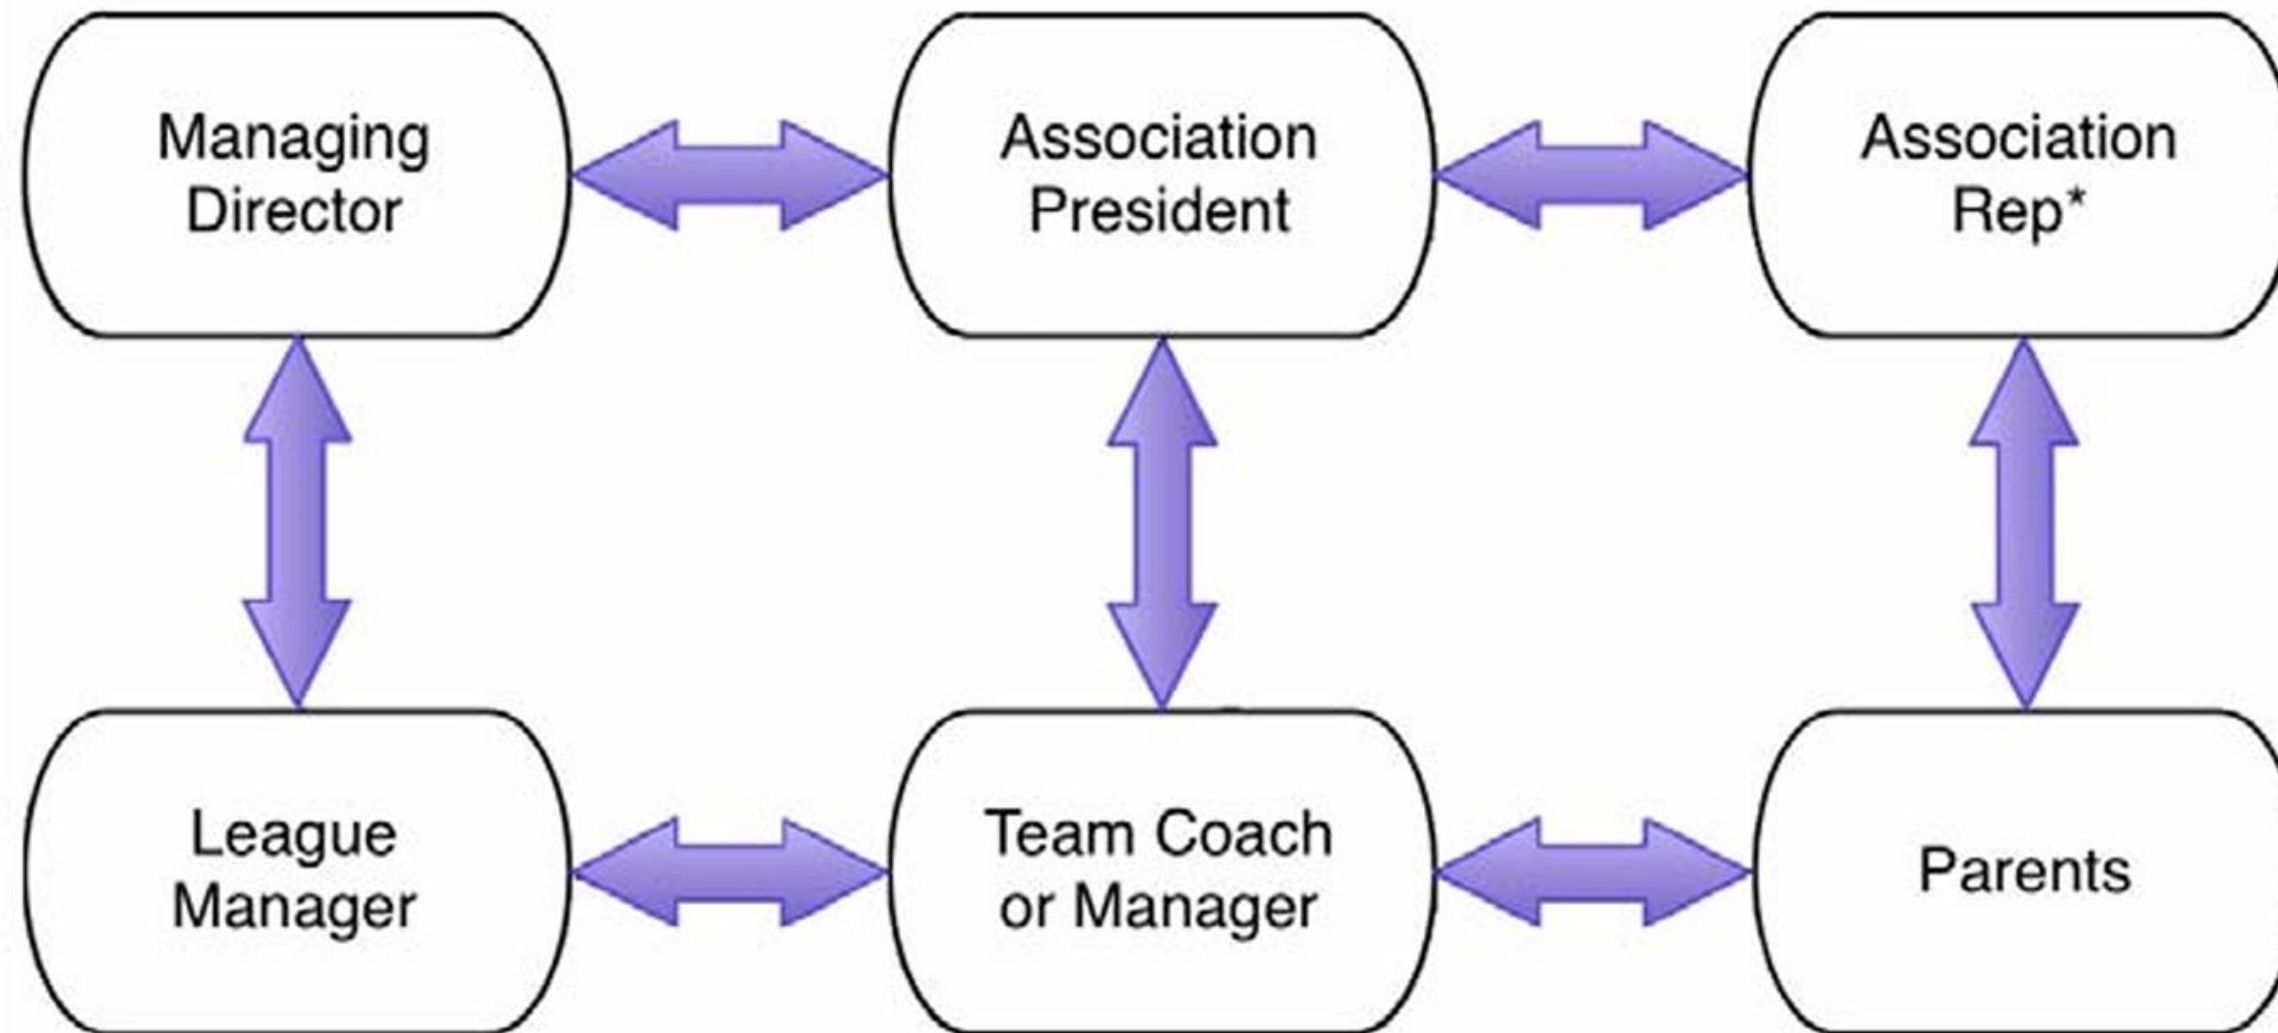 Managing
Director
Association
President
Association
Rep*
League
Manager
Team Coach
or Manager
Parents